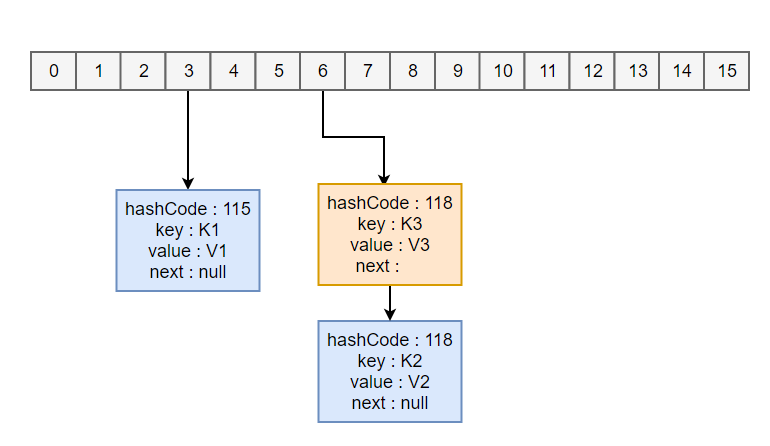 0 1 2 3 4 5 6 7 8 9 10 11 12 13 14 15
hashCode : 115
key : K1
value : V1
next : null
hashCode : 118
key : K3
value : V3
next :
hashCode : 118
key : K2
value : V2
next : null